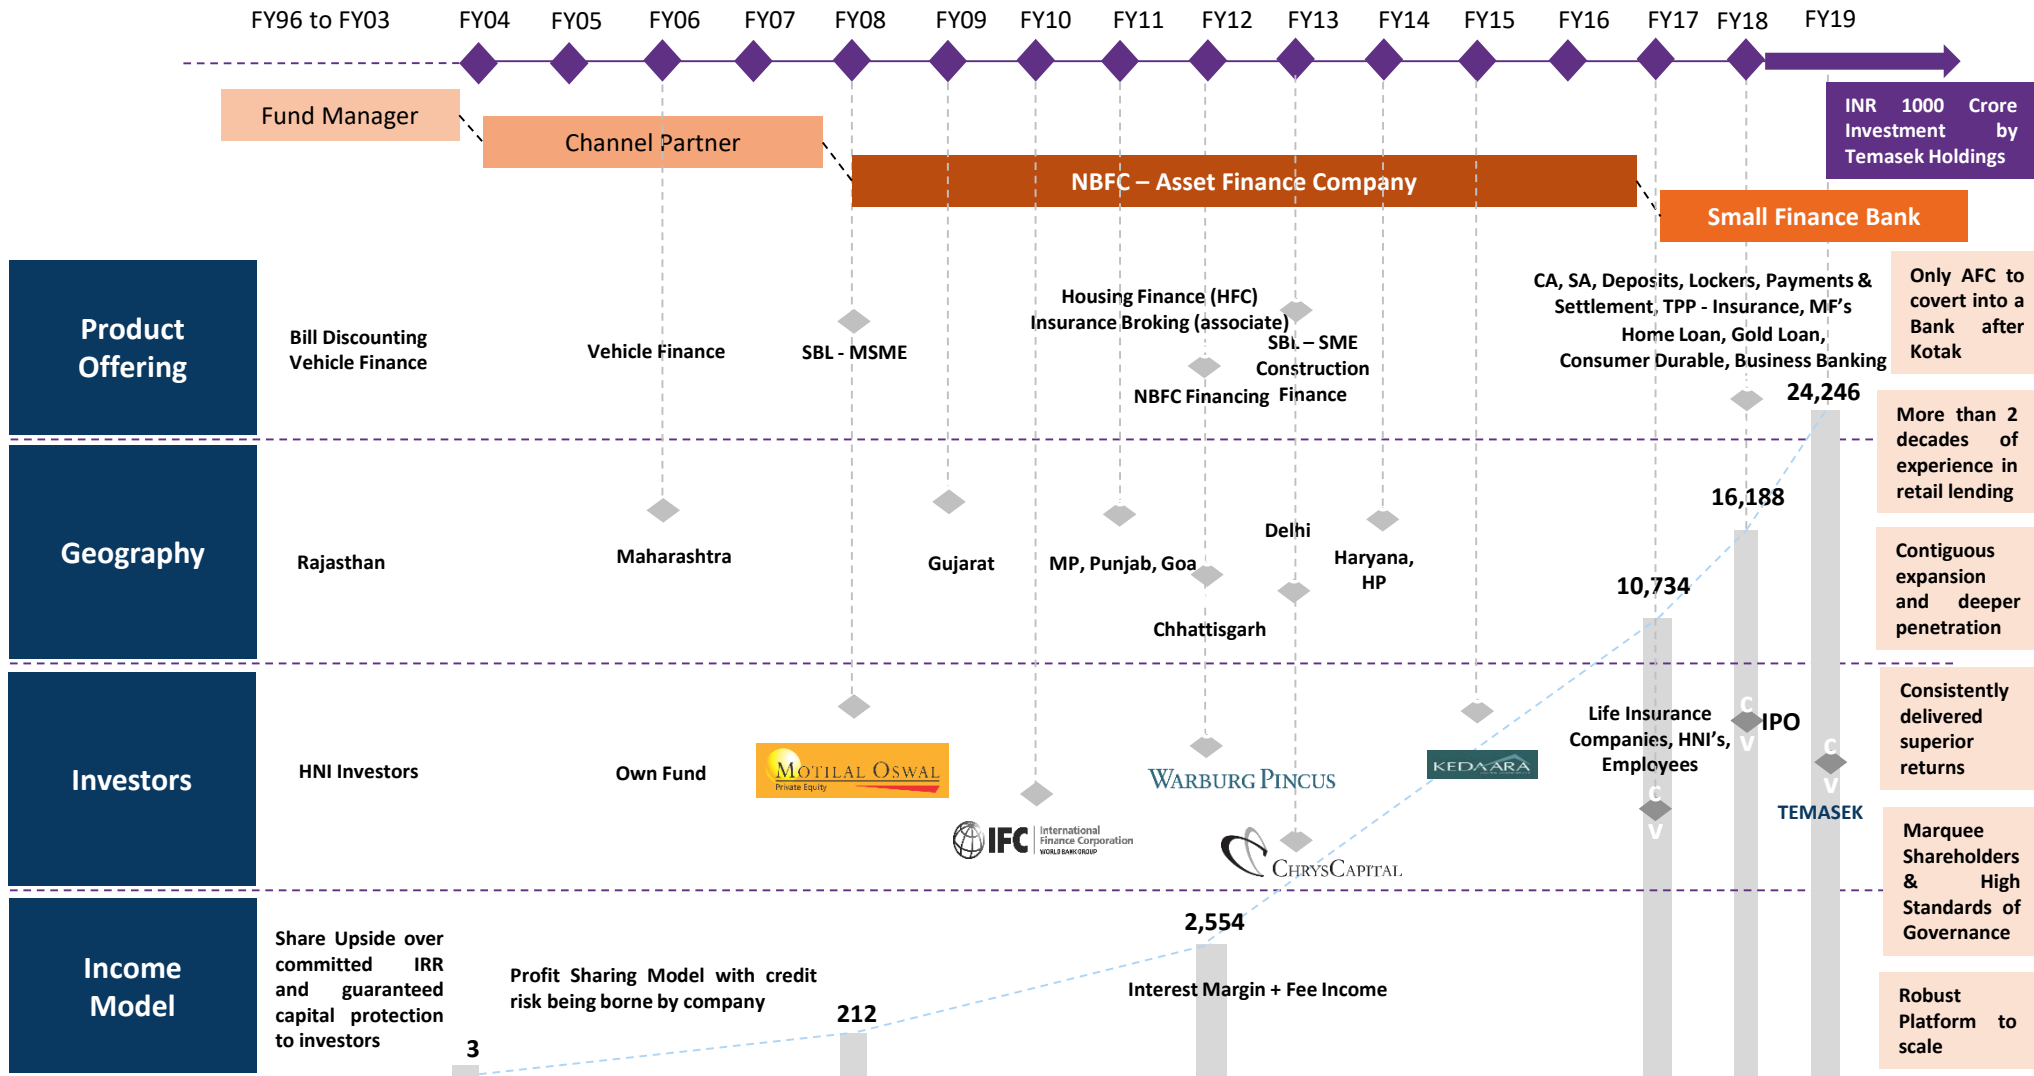 FY96 to FY03
FY04
FY05
FY06
FY07
FY08
FY09
FY10
FY11
FY12
FY13
FY14
FY15
FY16
FY17
FY18
FY19
Fund Manager
Channel Partner
NBFC – Asset Finance Company
Small Finance Bank
INR 1000 Crore
Investment by
Temasek Holdings
Product
Offering
Bill Discounting
Vehicle Finance
Vehicle Finance
SBL - MSME
Housing Finance (HFC)
Insurance Broking (associate)
NBFC Financing
SBL – SME
Construction
Finance
CA, SA, Deposits, Lockers, Payments &
Settlement, TPP - Insurance, MF's
Home Loan, Gold Loan,
Consumer Durable, Business Banking
24,246
Only AFC to
covert into a
Bank after
Kotak
More than 2
decades of
experience in
retail lending
Geography
Rajasthan
Maharashtra
Gujarat
MP, Punjab, Goa
Chhattisgarh
Delhi
Haryana,
HP
10,734
16,188
Contiguous
expansion
and deeper
penetration
Investors
HNI Investors
Own Fund
MOTILAL OSWAL
Private Equity
IFC
International
Finance Corporation
WORLD BANK GROUP
WARBURG PINCUS
CHRYSCAPITAL
KEDAARA
Life Insurance
Companies, HNI's,
Employees
C
V
C
V
IPO
C
V
TEMASEK
Consistently
delivered
superior
returns
Marquee
Shareholders
& High
Standards of
Governance
Income
Model
Share Upside over
committed IRR
and guaranteed
capital protection
to investors
3
Profit Sharing Model with credit
risk being borne by company
212
2,554
Interest Margin + Fee Income
Robust
Platform to
scale